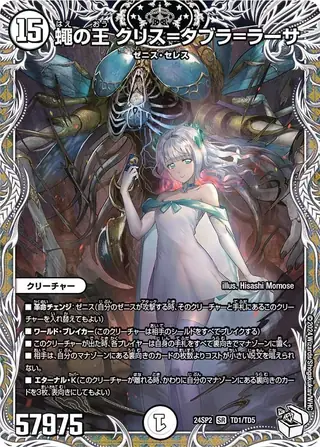 15
はえ おう
蠅の王 クリス=タブラ=ラーサ
ゼニス・セレス
illus. Hisashi Momose
クリーチャー
■革命チェンジ:ゼニス(自分のゼニスが攻撃する時、そのクリーチャーと手札にあるこのクリーチャーを入れ替えてもよい)
■ワールド・ブレイカー(このクリーチャーは相手のシールドをすべてブレイクする)
■このクリーチャーが出た時、各プレイヤーは自身の手札をすべて裏向きでマナゾーンに置く。
■相手は、自分のマナゾーンにある裏向きのカードの枚数よりコストが小さい呪文を唱えられない。
■エターナル・K(このクリーチャーが離れる時、かわりに自分のマナゾーンにある裏向きのカードを3枚、表向きにしてもよい)
57975
1
24SP2 SR TD1/TD5